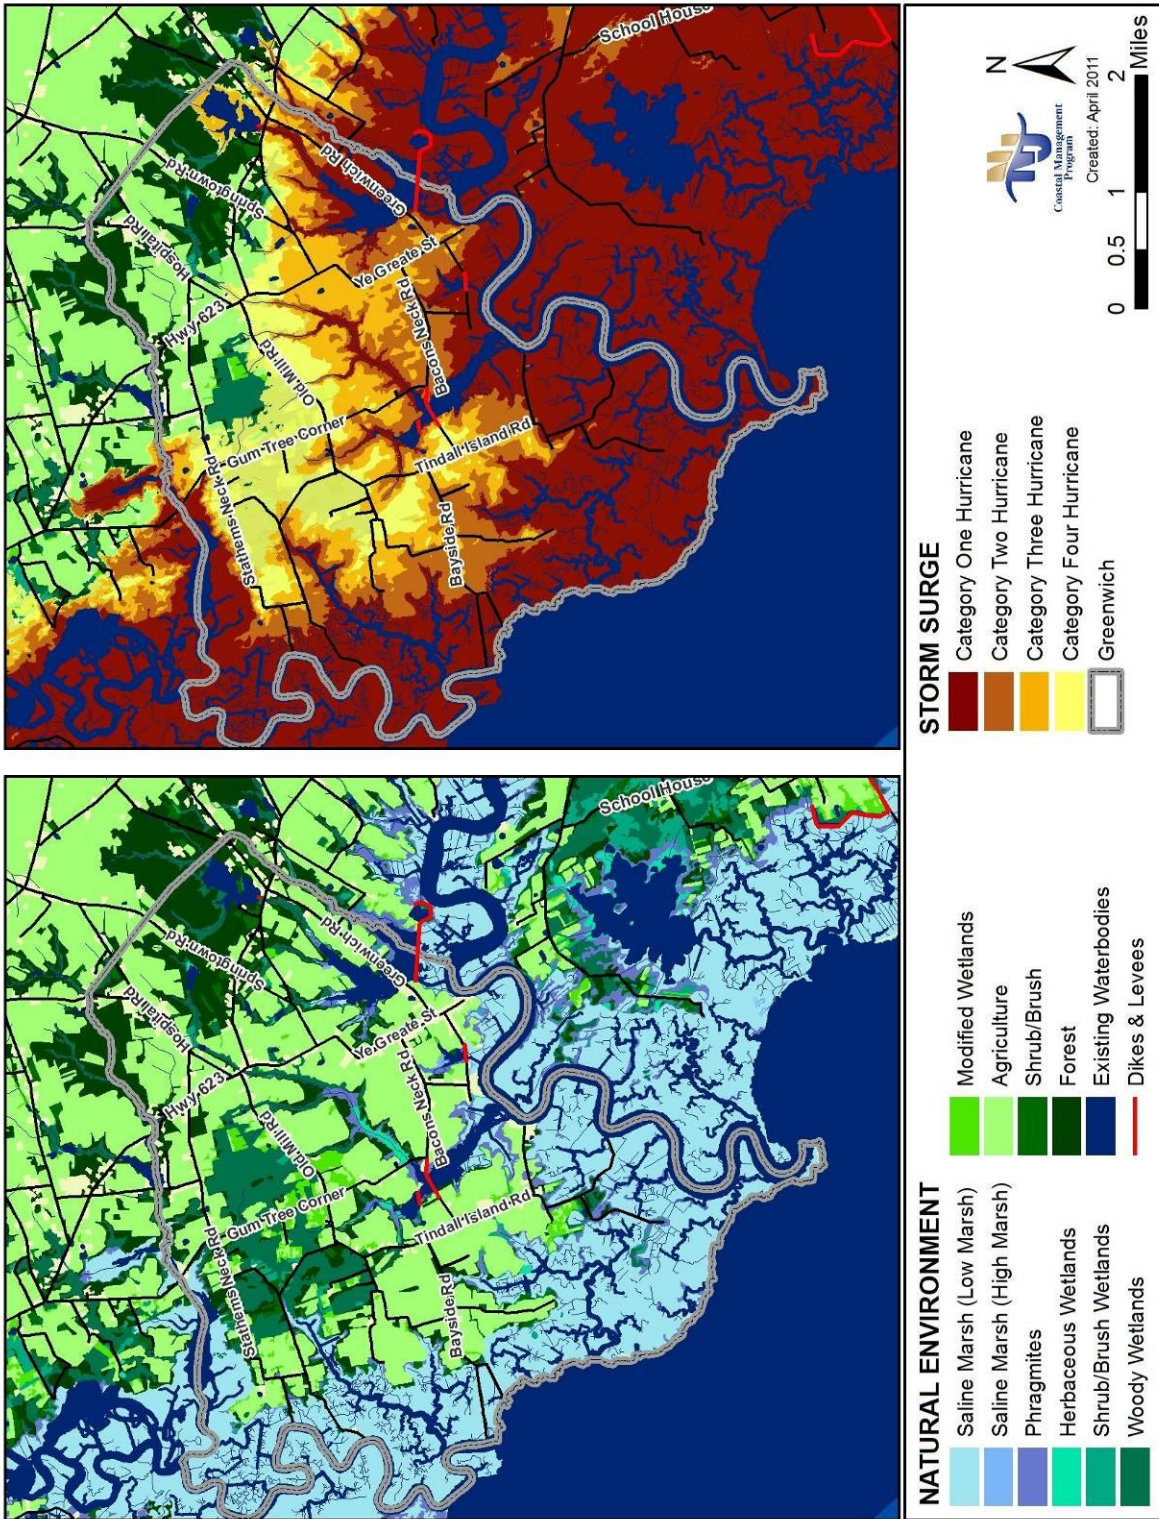 Hospital Rd
Springtown Rd
Hwy 623
Greenwich Rd
Ye Greate St
Old Mill Rd
Stathems Neck Rd
Gum Tree Corner
Bacons Neck Rd
Tindall Island Rd
Bayside Rd
School House
Hospital Rd
Springtown Rd
Hwy 623
Greenwich Rd
Ye Greate St
Old Mill Rd
Stathems Neck Rd
Gum Tree Corner
Bacons Neck Rd
Tindall Island Rd
Bayside Rd
School House
NATURAL ENVIRONMENT
Saline Marsh (Low Marsh)
Saline Marsh (High Marsh)
Phragmites
Herbaceous Wetlands
Shrub/Brush Wetlands
Woody Wetlands
Modified Wetlands
Agriculture
Shrub/Brush
Forest
Existing Waterbodies
Dikes & Levees
STORM SURGE
Category One Hurricane
Category Two Hurricane
Category Three Hurricane
Category Four Hurricane
Greenwich
N
NJ
Coastal Management
Program
Created: April 2011
0 0.5 1 2
Miles